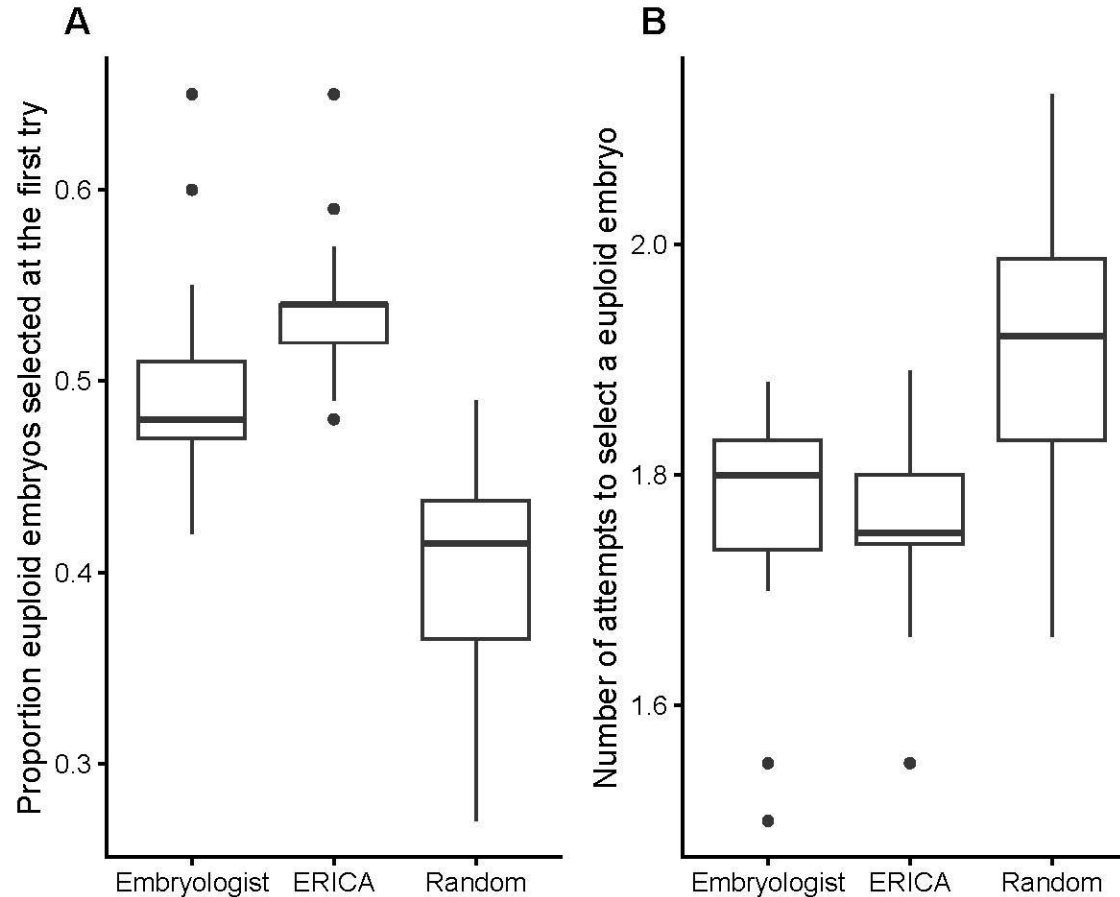 A
Proportion euploid embryos selected at the first try
0.6
0.5
0.4
0.3
Embryologist ERICA Random
B
Number of attempts to select a euploid embryo
2.0
1.8
1.6
Embryologist ERICA Random